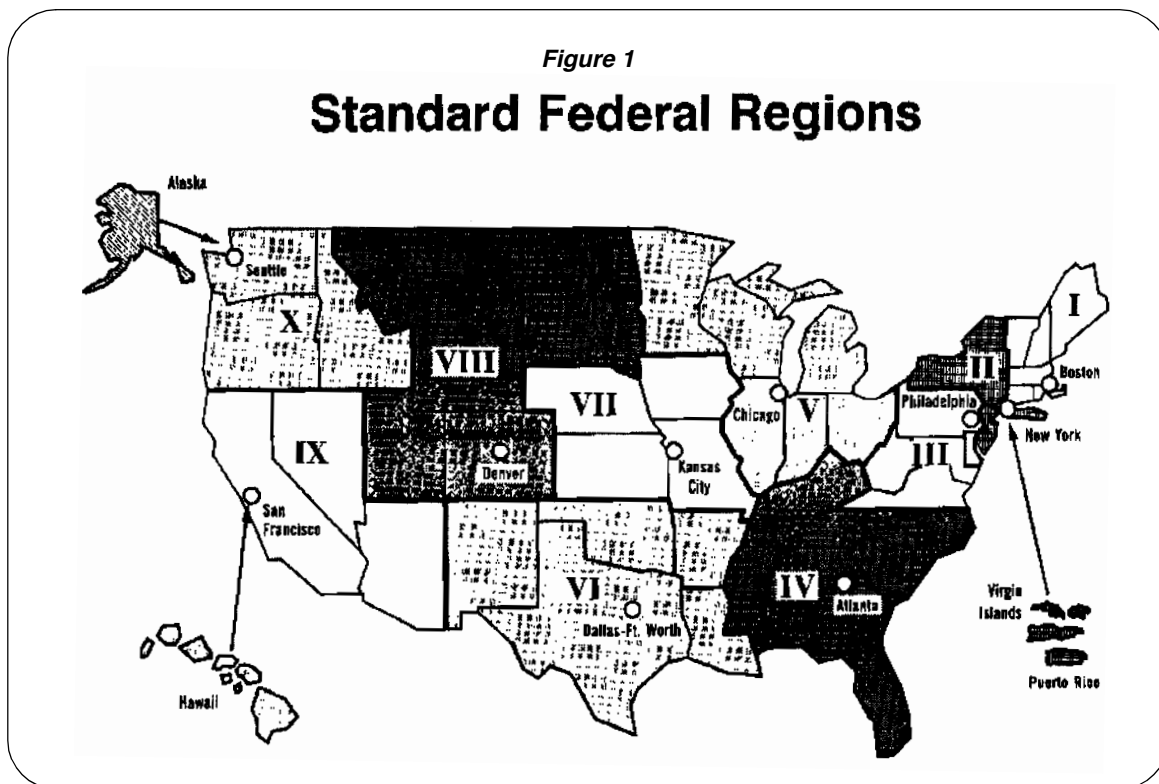 Figure 1
Standard Federal Regions
Alaska
Seattle
X
VIII
I
II
Boston
VII
Chicago
V
Philadelphia
New York
IX
Denver
Kansas
City
III
San
Francisco
VI
IV
Atlanta
Dallas-Ft. Worth
Virgin
Islands
Hawaii
Puerto Rico